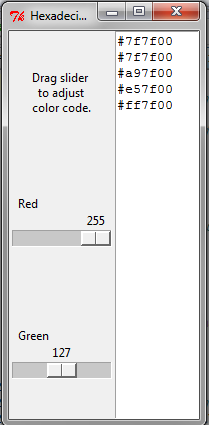 Hexadeci...
Drag slider
to adjust
color code.
Red
255
Green
127
#7f7f00
#7f7f00
#a97f00
#e57f00
#ff7f00